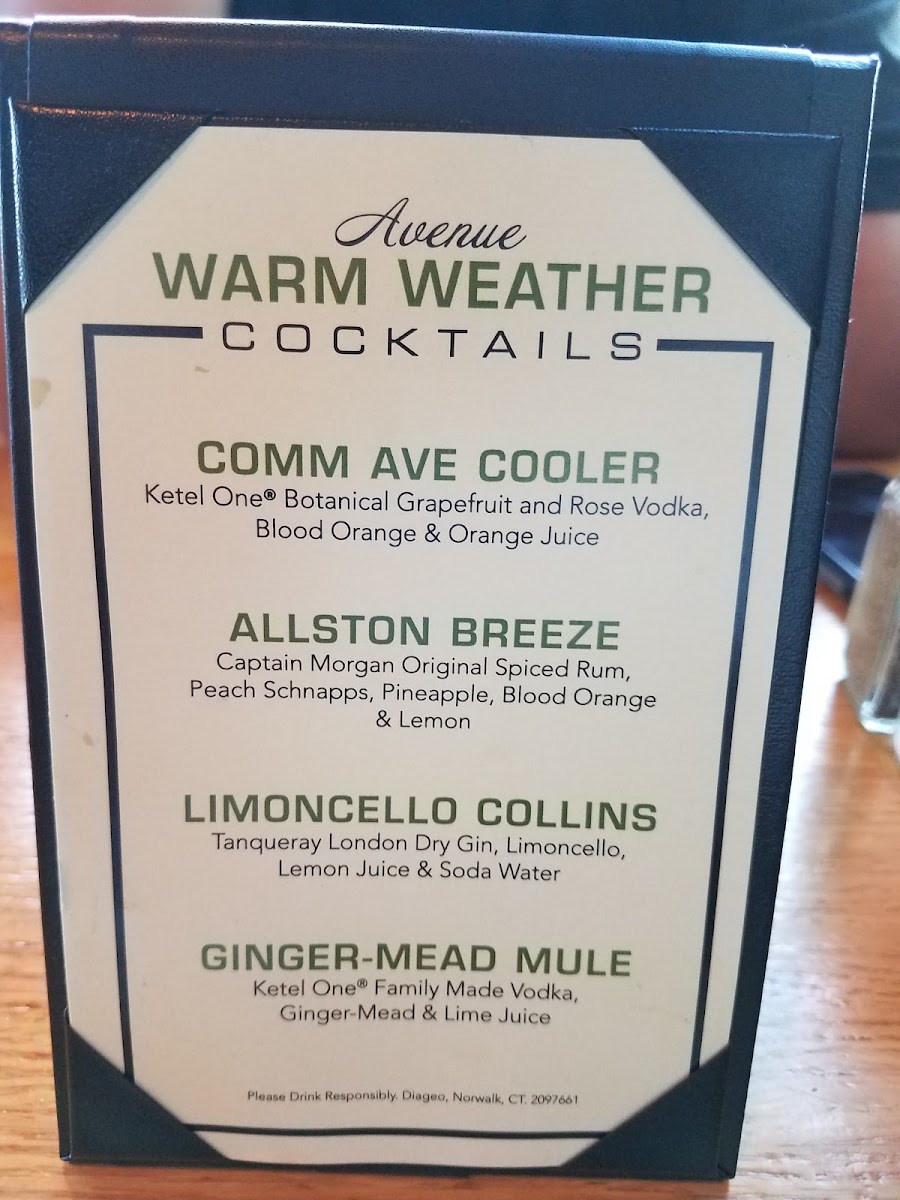 Avenue
WARM WEATHER
COCKTAILS
COMM AVE COOLER
Ketel One® Botanical Grapefruit and Rose Vodka,
Blood Orange & Orange Juice
ALLSTON BREEZE
Captain Morgan Original Spiced Rum,
Peach Schnapps, Pineapple, Blood Orange
& Lemon
LIMONCELLO COLLINS
Tanqueray London Dry Gin, Limoncello,
Lemon Juice & Soda Water
GINGER-MEAD MULE
Ketel One® Family Made Vodka,
Ginger-Mead & Lime Juice
Please Drink Responsibly. Diageo, Norwalk, CT. 2097661